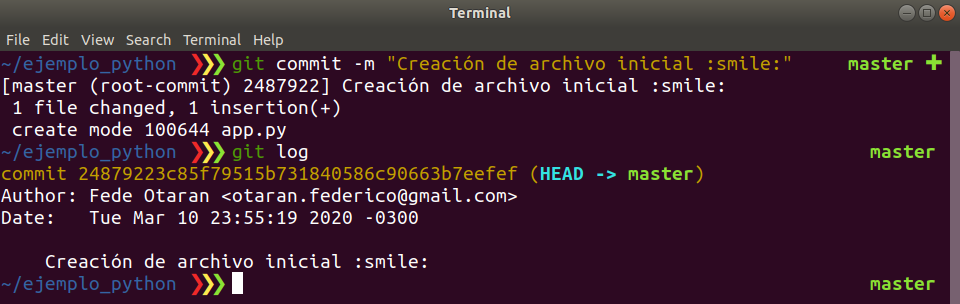 Terminal
File Edit View Search Terminal Help
~/ejemplo_python ❯❯❯ git commit -m "Creación de archivo inicial :smile:" master ✚
[master (root-commit) 2487922] Creación de archivo inicial :smile:
1 file changed, 1 insertion(+)
create mode 100644 app.py
~/ejemplo_python ❯❯❯ git log master
commit 24879223c85f79515b731840586c90663b7eefef (HEAD -> master)
Author: Fede Otaran <otaran.federico@gmail.com>
Date:   Tue Mar 10 23:55:19 2020 -0300
Creación de archivo inicial :smile:
~/ejemplo_python ❯❯❯ master